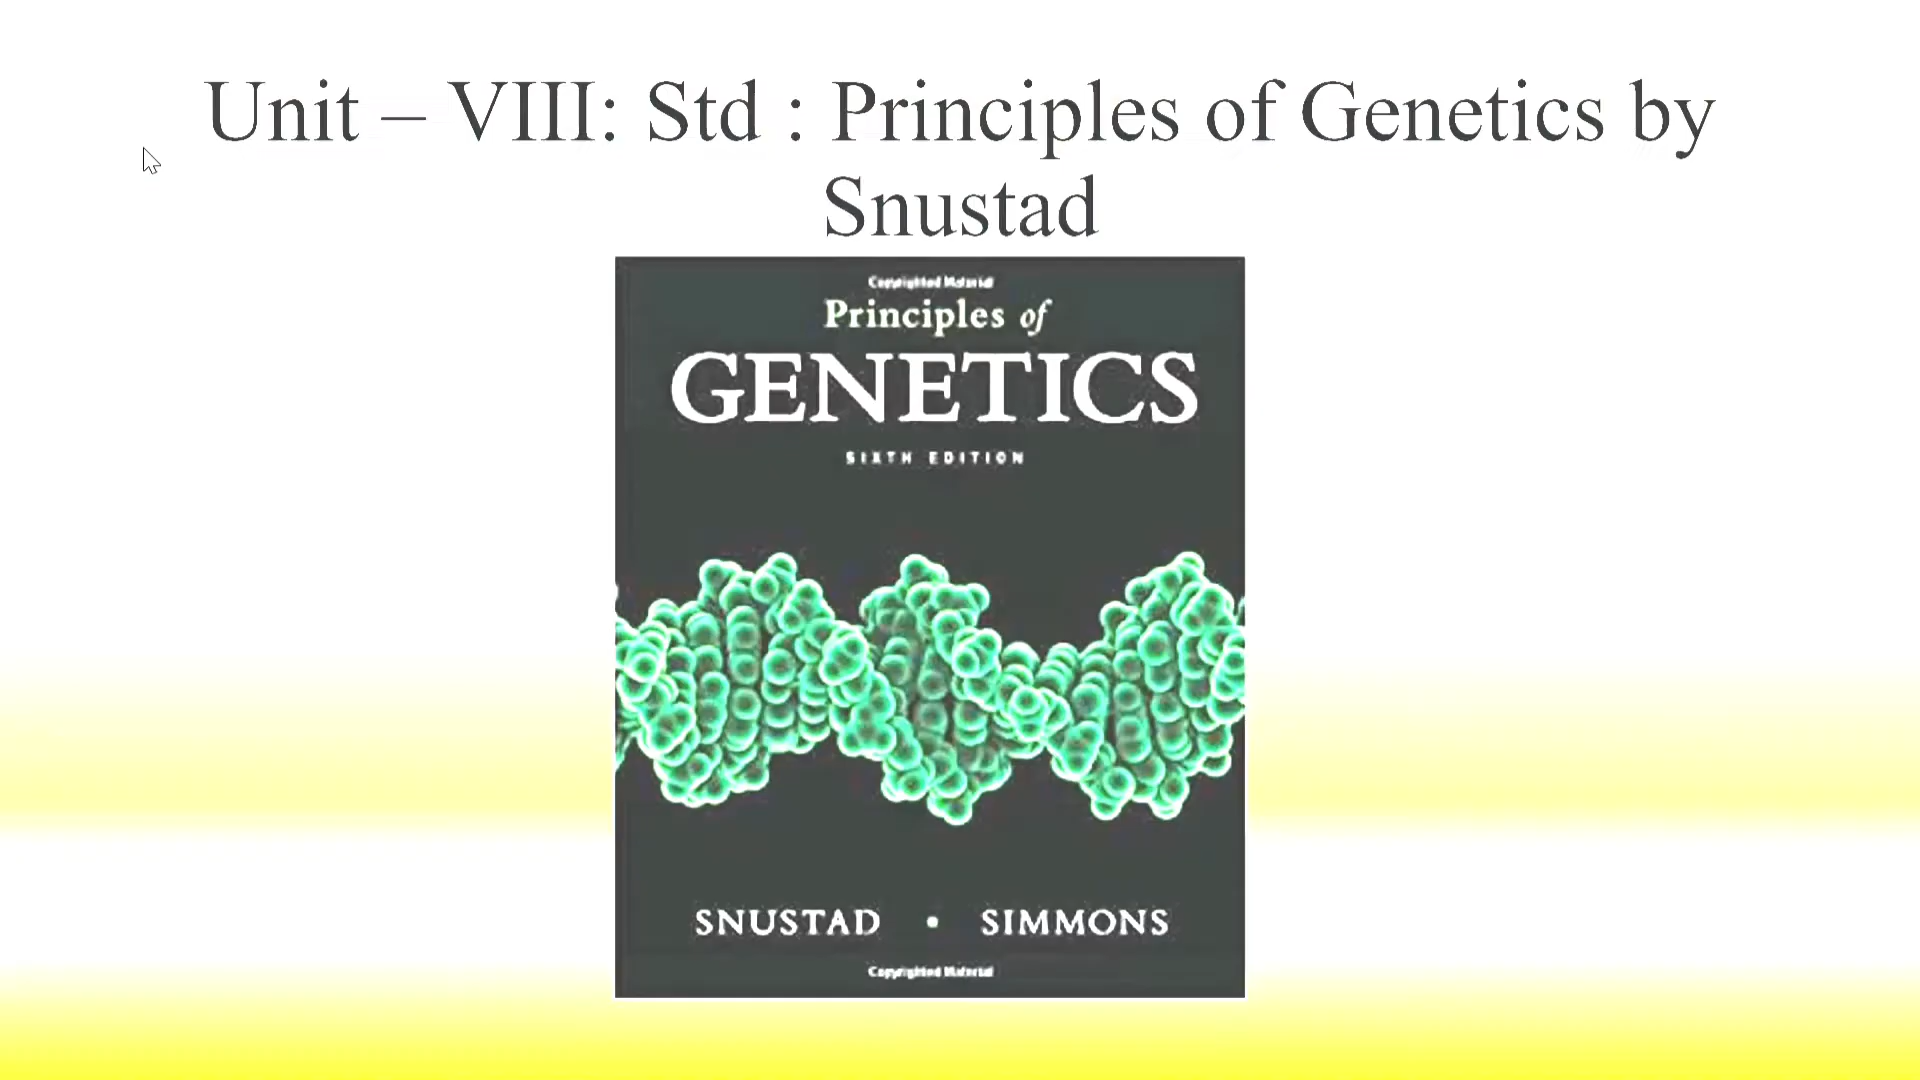 Unit – VIII: Std : Principles of Genetics by
Snustad
Copyrighted Material
Principles of
GENETICS
SIXTH EDITION
SNUSTAD • SIMMONS
Copyrighted Material